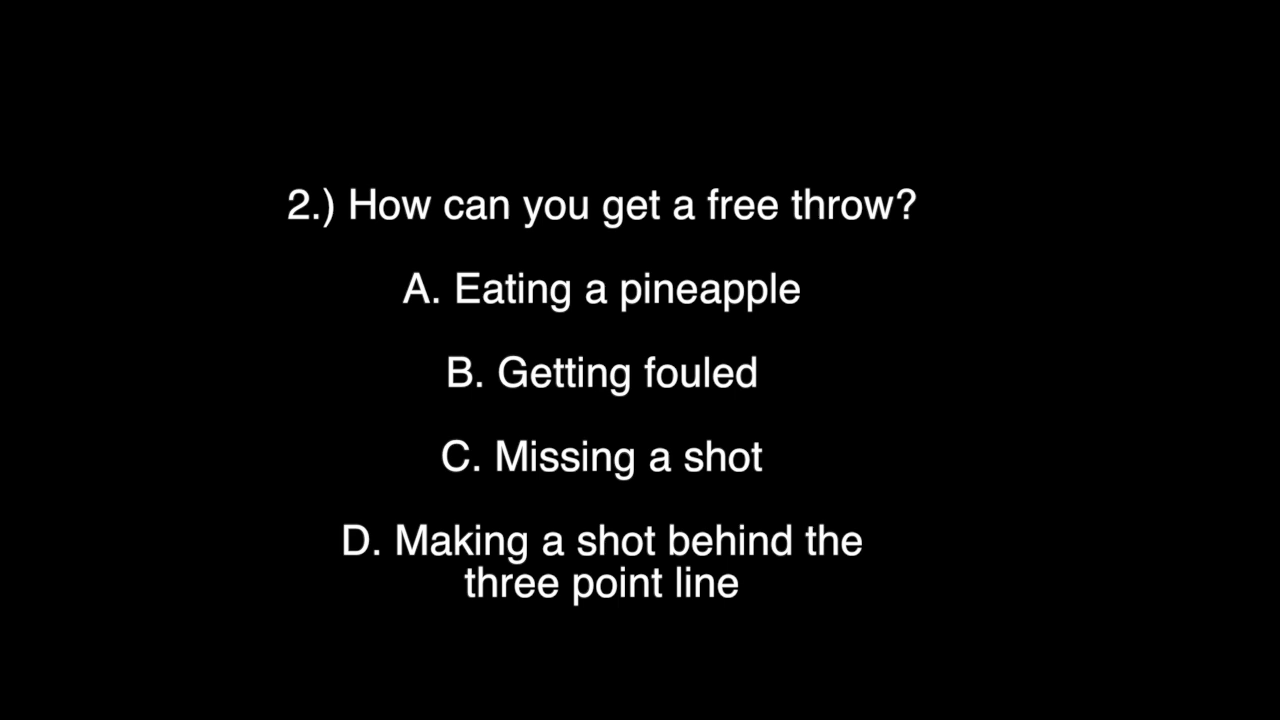 2.) How can you get a free throw?
A. Eating a pineapple
B. Getting fouled
C. Missing a shot
D. Making a shot behind the
three point line